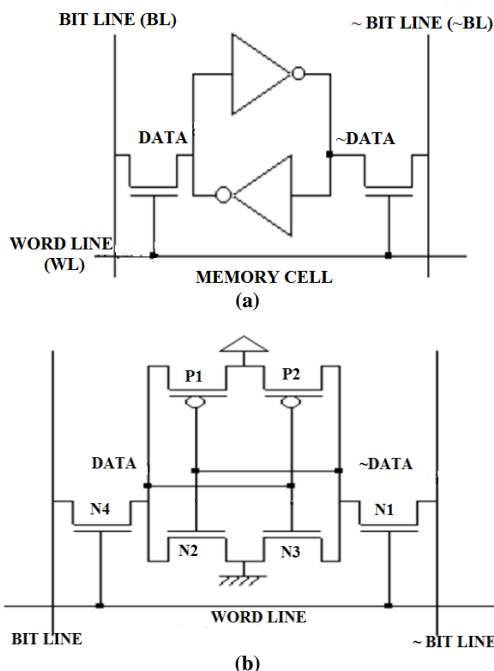 BIT LINE (BL)
~ BIT LINE (~BL)
DATA
~DATA
WORD LINE
(WL)
MEMORY CELL
(a)
P1
P2
DATA
~DATA
N4
N1
N2
N3
WORD LINE
BIT LINE
~ BIT LINE
(b)